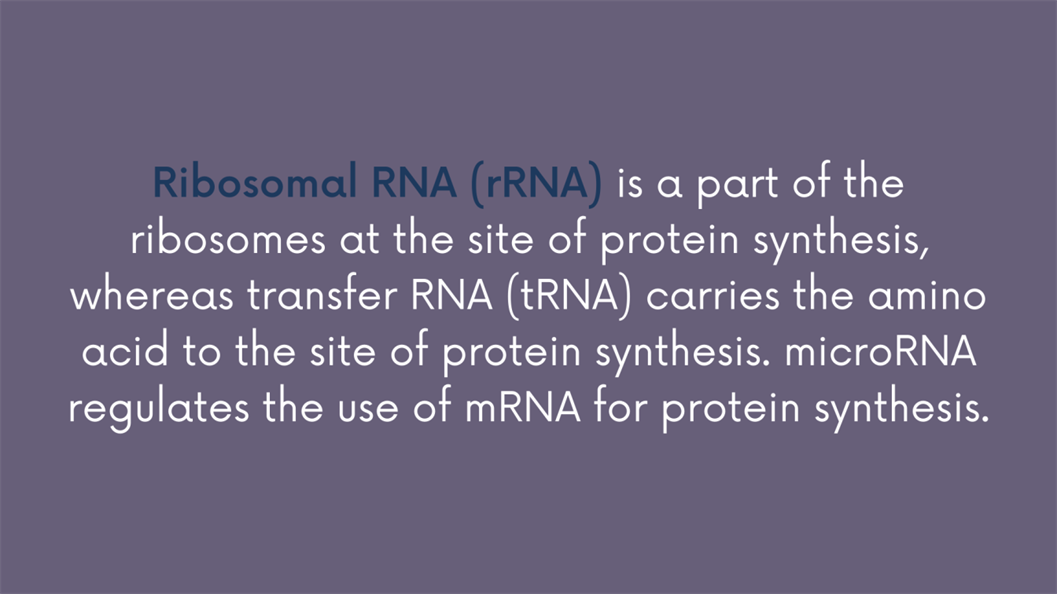 Ribosomal RNA (rRNA) is a part of the
ribosomes at the site of protein synthesis,
whereas transfer RNA (tRNA) carries the amino
acid to the site of protein synthesis. microRNA
regulates the use of mRNA for protein synthesis.